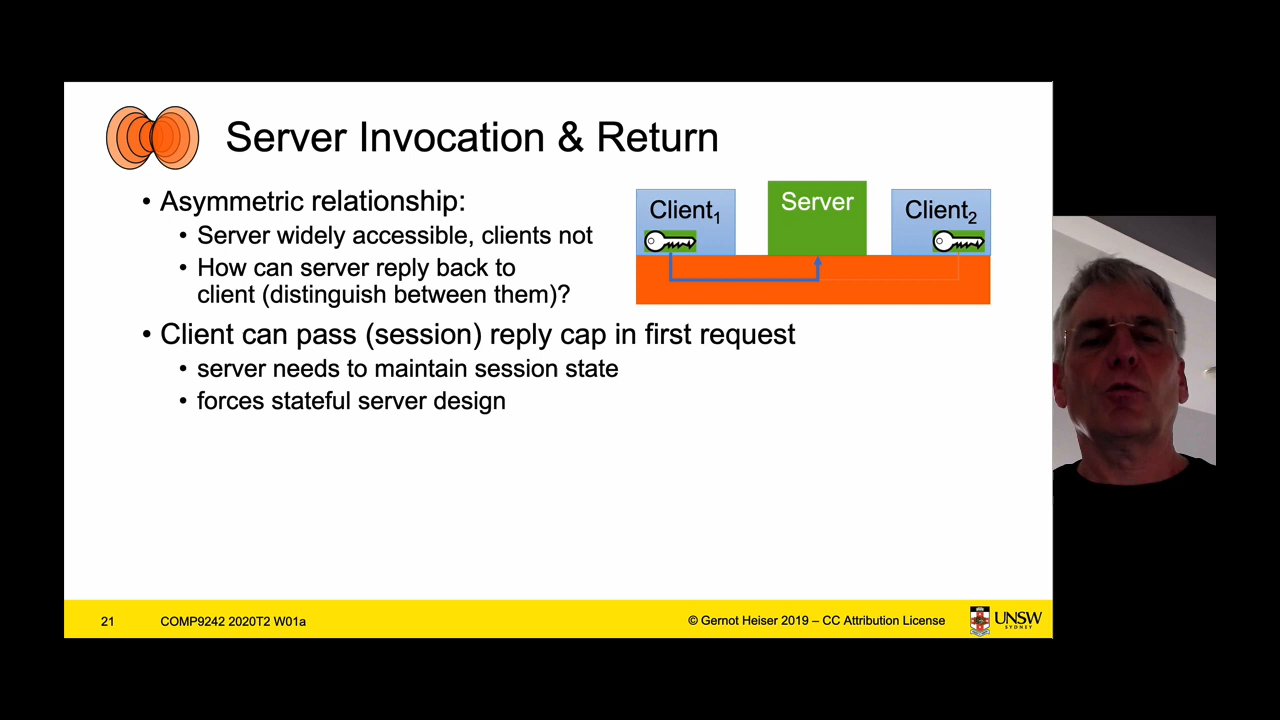 Server Invocation & Return
• Asymmetric relationship:
• Server widely accessible, clients not
• How can server reply back to
client (distinguish between them)?
Client1
Server
Client2
• Client can pass (session) reply cap in first request
• server needs to maintain session state
• forces stateful server design
21
COMP9242 2020T2 W01a
© Gernot Heiser 2019 – CC Attribution License
UNSW
SYDNEY